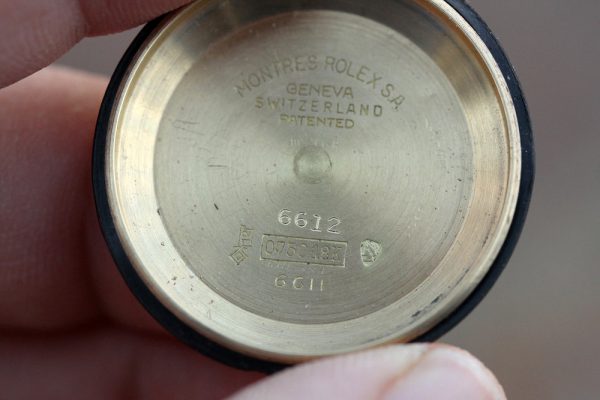 MONTRES ROLEX S.A.
GENEVA
SWITZERLAND
PATENTED
6612
6611